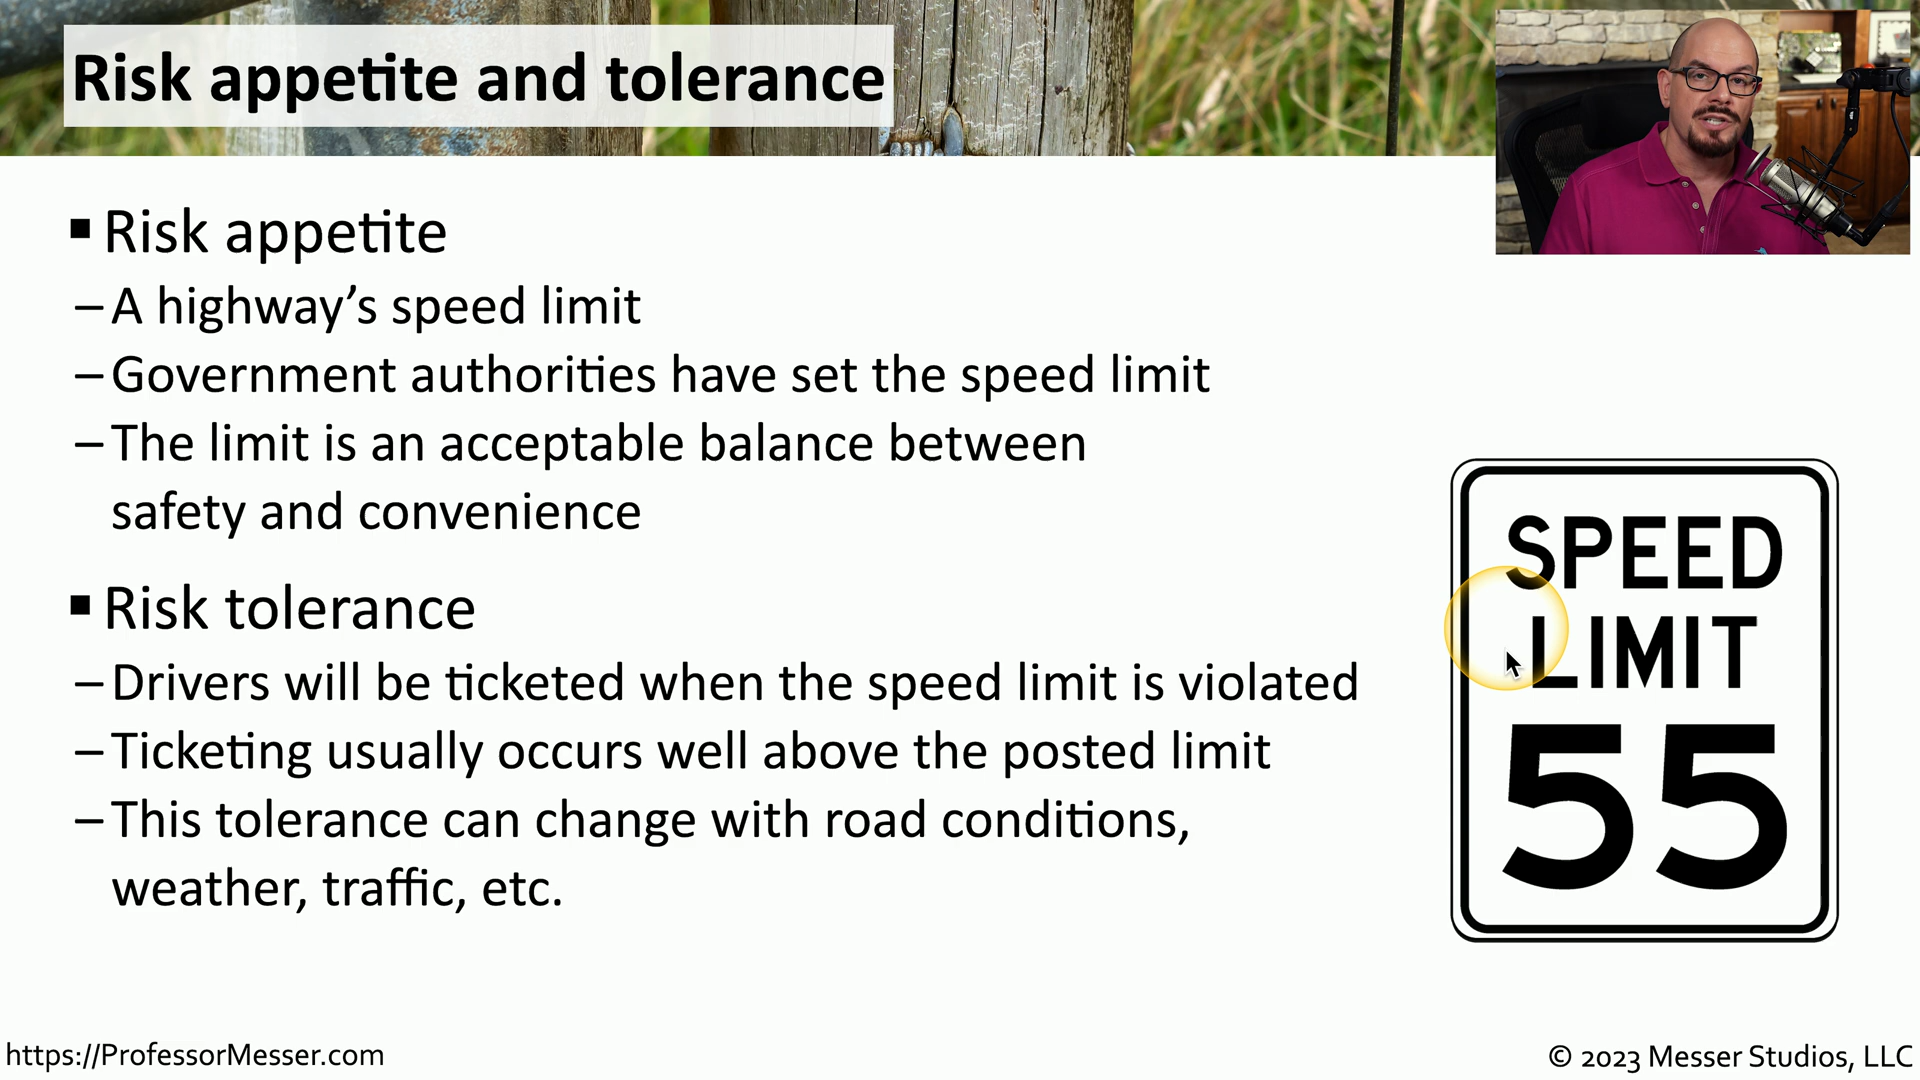 Risk appetite and tolerance
▪ Risk appetite
– A highway’s speed limit
– Government authorities have set the speed limit
– The limit is an acceptable balance between
safety and convenience
▪ Risk tolerance
– Drivers will be ticketed when the speed limit is violated
– Ticketing usually occurs well above the posted limit
– This tolerance can change with road conditions,
weather, traffic, etc.
SPEED
LIMIT
55
https://ProfessorMesser.com
© 2023 Messer Studios, LLC